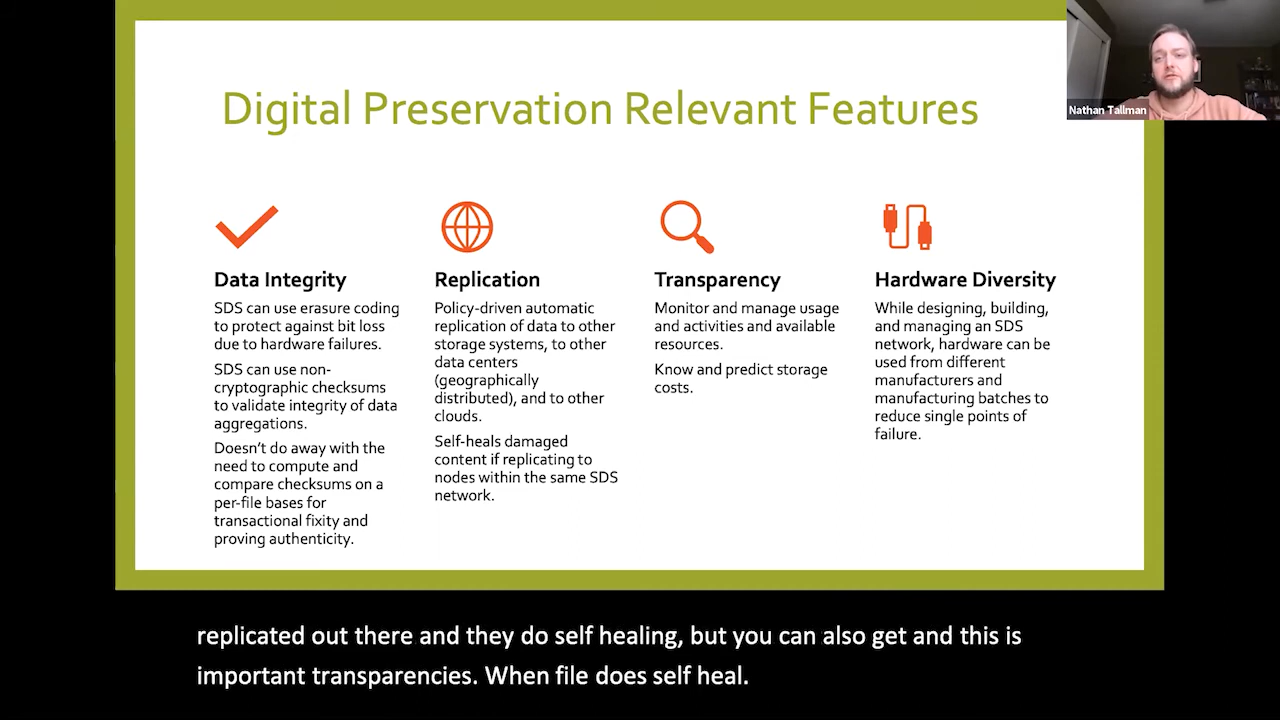 Digital Preservation Relevant Features
Nathan Tallman
Data Integrity
SDS can use erasure coding
to protect against bit loss
due to hardware failures.
SDS can use non-
cryptographic checksums
to validate integrity of data
aggregations.
Doesn’t do away with the
need to compute and
compare checksums on a
per-file bases for
transactional fixity and
proving authenticity.
Replication
Policy-driven automatic
replication of data to other
storage systems, to other
data centers
(geographically
distributed), and to other
clouds.
Self-heals damaged
content if replicating to
nodes within the same SDS
network.
Transparency
Monitor and manage usage
and activities and available
resources.
Know and predict storage
costs.
Hardware Diversity
While designing, building,
and managing an SDS
network, hardware can be
used from different
manufacturers and
manufacturing batches to
reduce single points of
failure.
replicated out there and they do self healing, but you can also get and this is
important transparencies. When file does self heal.